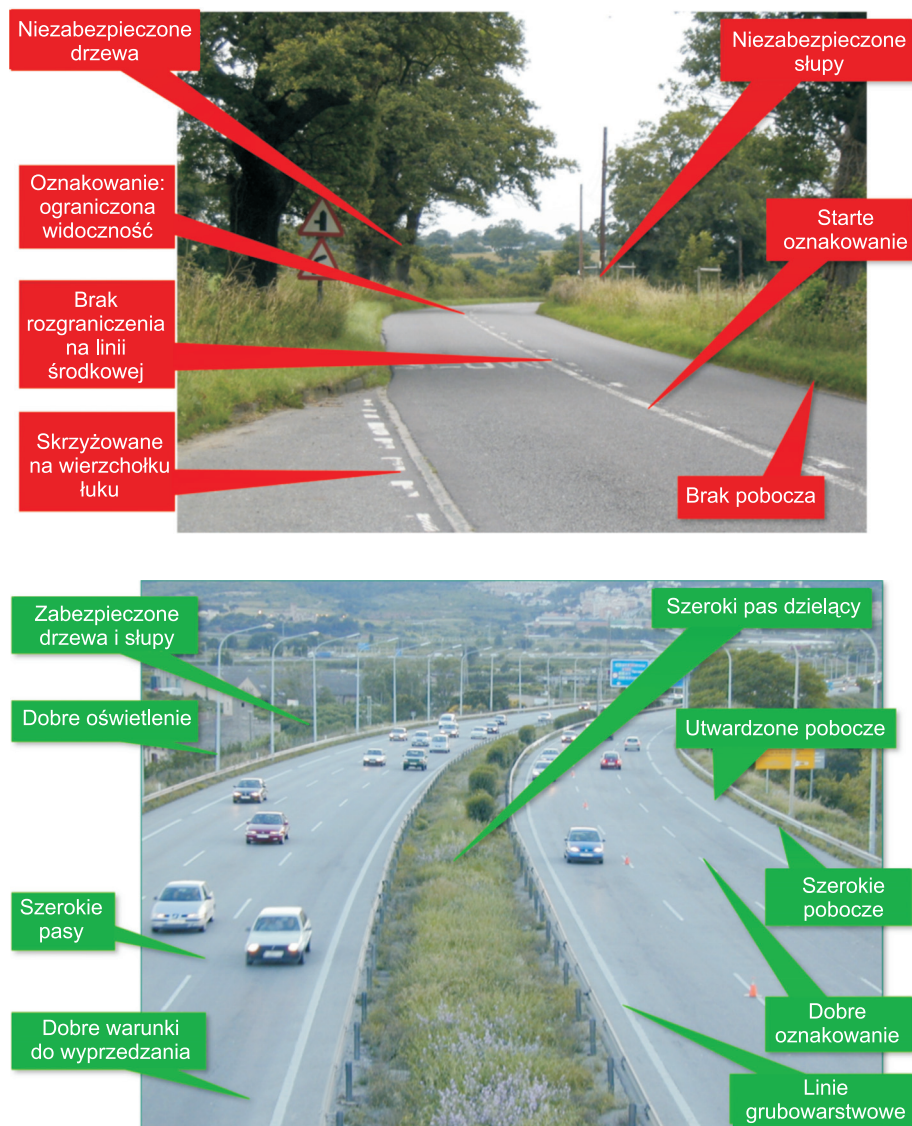 Niezabezpieczone
drzewa
Niezabezpieczone
słupy
Oznakowanie:
ograniczona
widoczność
Starte
oznakowanie
Brak
rozgraniczenia
na linii
środkowej
Skrzyżowane
na wierzchołku
łuku
Brak pobocza
Zabezpieczone
drzewa i słupy
Szeroki pas dzielący
Dobre oświetlenie
Utwardzone pobocze
Szerokie
pasy
Szerokie
pobocze
Dobre warunki
do wyprzedzania
Dobre
oznakowanie
Linie
grubowarstwowe